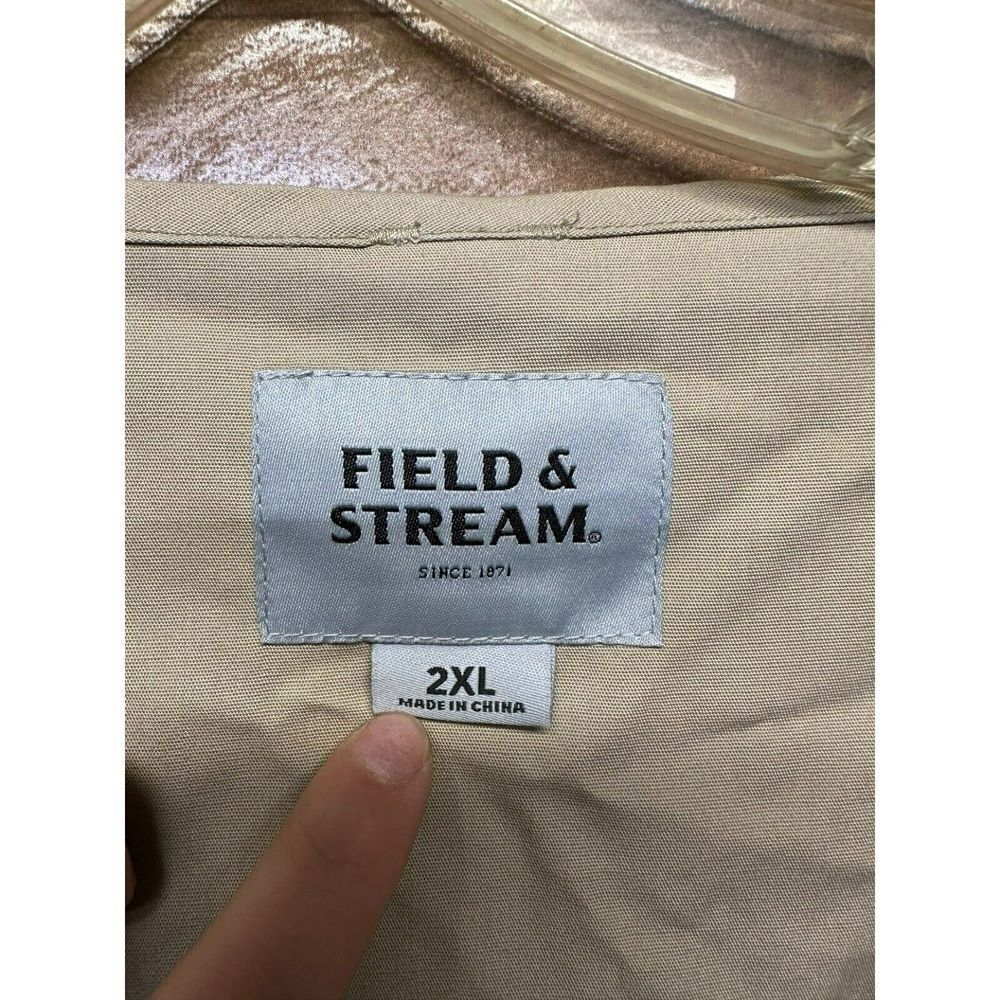 FIELD &
STREAM®
SINCE 1871
2XL
MADE IN CHINA